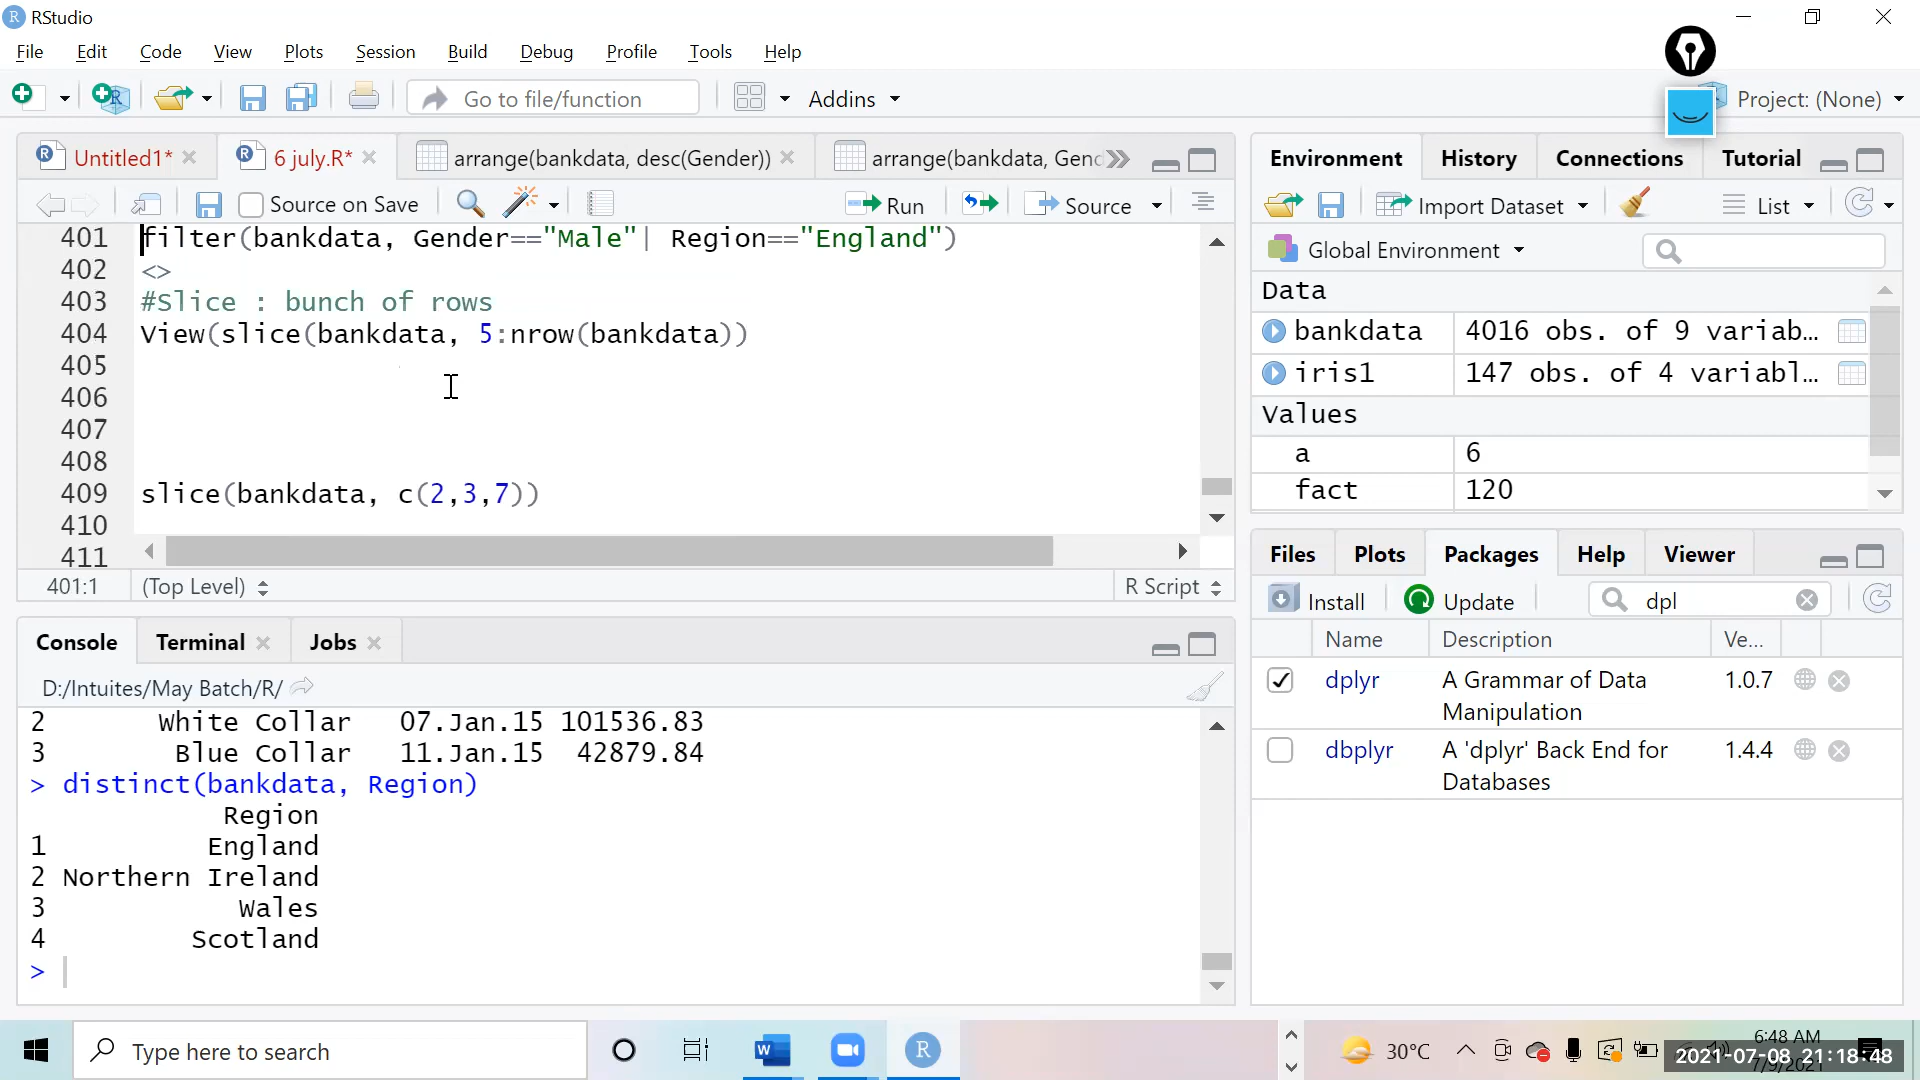 RStudio
File Edit Code View Plots Session Build Debug Profile Tools Help
Go to file/function Addins Project: (None)
Untitled1* 6 july.R* arrange(bankdata, desc(Gender)) arrange(bankdata, Genc
Source on Save Run Source
401 filter(bankdata, Gender=="Male"| Region=="England")
402 <>
403 #Slice : bunch of rows
404 View(slice(bankdata, 5:nrow(bankdata))
405
406
407
408
409 slice(bankdata, c(2,3,7))
410
411
401:1 (Top Level) R Script
Console Terminal Jobs
D:/Intuites/May Batch/R/
2 White Collar 07.Jan.15 101536.83
3 Blue Collar 11.Jan.15 42879.84
> distinct(bankdata, Region)
Region
1 England
2 Northern Ireland
3 Wales
4 Scotland
>
Environment History Connections Tutorial
Import Dataset List
Global Environment
Data
bankdata 4016 obs. of 9 variab...
iris1 147 obs. of 4 variabl...
Values
a 6
fact 120
Files Plots Packages Help Viewer
Install Update dpl
Name Description Ve...
dplyr A Grammar of Data 1.0.7
Manipulation
dbplyr A 'dplyr' Back End for 1.4.4
Databases
Type here to search
30°C
6:48 AM
2021-07-08 21:18:48